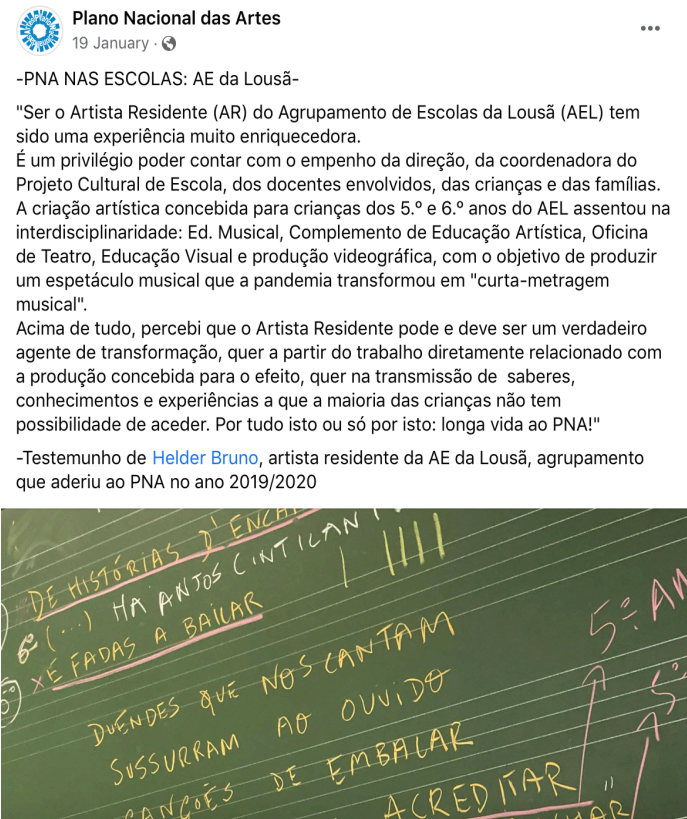 Plano Nacional das Artes
19 January
-PNA NAS ESCOLAS: AE da Lousã-
"Ser o Artista Residente (AR) do Agrupamento de Escolas da Lousã (AEL) tem
sido uma experiência muito enriquecedora.
É um privilégio poder contar com o empenho da direção, da coordenadora do
Projeto Cultural de Escola, dos docentes envolvidos, das crianças e das famílias.
A criação artística concebida para crianças dos 5.º e 6.º anos do AEL assentou na
interdisciplinaridade: Ed. Musical, Complemento de Educação Artística, Oficina
de Teatro, Educação Visual e produção videográfica, com o objetivo de produzir
um espetáculo musical que a pandemia transformou em "curta-metragem
musical".
Acima de tudo, percebi que o Artista Residente pode e deve ser um verdadeiro
agente de transformação, quer a partir do trabalho diretamente relacionado com
a produção concebida para o efeito, quer na transmissão de  saberes,
conhecimentos e experiências a que a maioria das crianças não tem
possibilidade de aceder. Por tudo isto ou só por isto: longa vida ao PNA!"
-Testemunho de Helder Bruno, artista residente da AE da Lousã, agrupamento
que aderiu ao PNA no ano 2019/2020
DE HISTÓRIAS D'
(...) HÁ ANJOS
E FADAS A BAILAR
DUENDES QUE NOS CANTAM
SUSSURRAM AO OUVIDO
CANÇÕES DE EMBALAR
ACREDITAR
5º